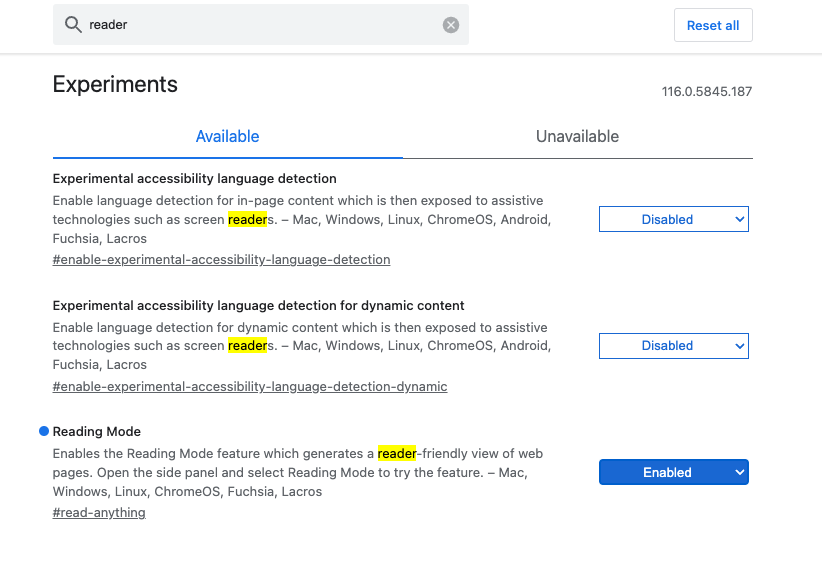 reader
Reset all
Experiments
116.0.5845.187
Available
Unavailable
Experimental accessibility language detection
Enable language detection for in-page content which is then exposed to assistive
technologies such as screen readers. – Mac, Windows, Linux, ChromeOS, Android,
Fuchsia, Lacros
#enable-experimental-accessibility-language-detection
Disabled
Experimental accessibility language detection for dynamic content
Enable language detection for dynamic content which is then exposed to assistive
technologies such as screen readers. – Mac, Windows, Linux, ChromeOS, Android,
Fuchsia, Lacros
#enable-experimental-accessibility-language-detection-dynamic
Disabled
Reading Mode
Enables the Reading Mode feature which generates a reader-friendly view of web
pages. Open the side panel and select Reading Mode to try the feature. – Mac,
Windows, Linux, ChromeOS, Fuchsia, Lacros
#read-anything
Enabled